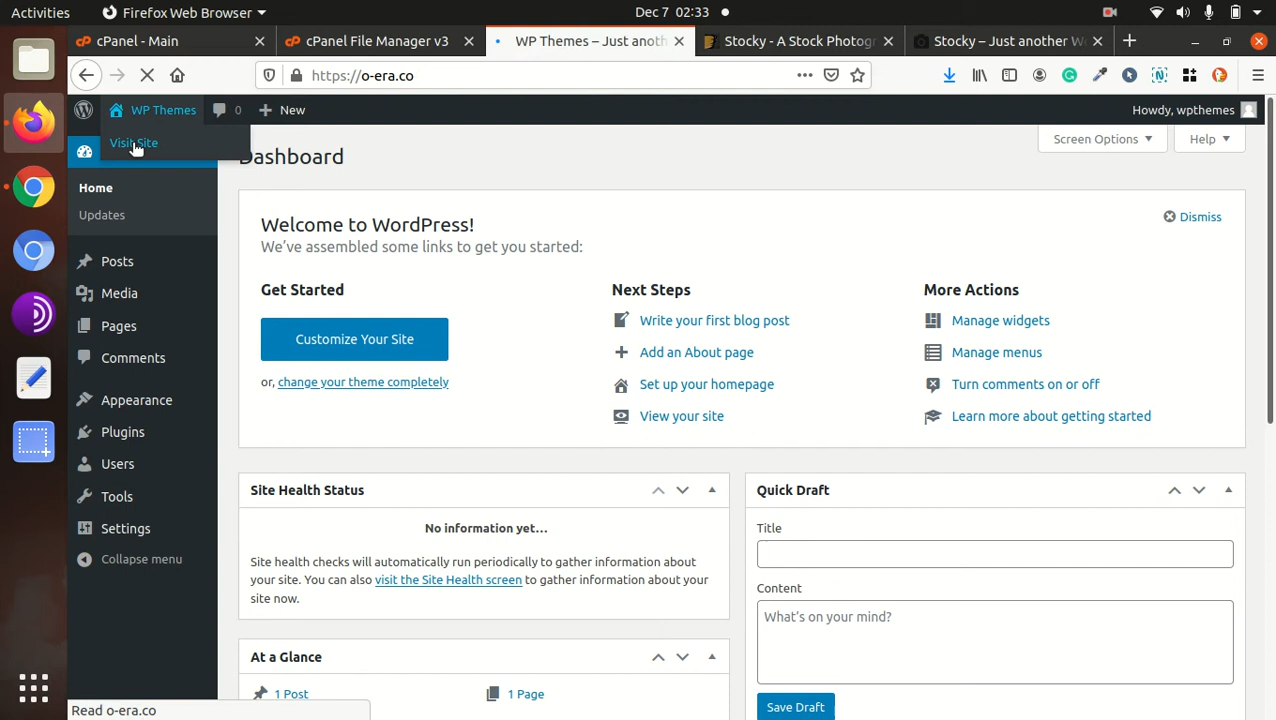 Activities Firefox Web Browser Dec 7 02:33
cPanel - Main cPanel File Manager v3 WP Themes – Just anoth Stocky - A Stock Photogr Stocky – Just another W
https://o-era.co
WP Themes 0 New Howdy, wpthemes
Visit Site
Dashboard
Screen Options Help
Home
Updates
Posts
Media
Pages
Comments
Appearance
Plugins
Users
Tools
Settings
Collapse menu
Welcome to WordPress!
Dismiss
We've assembled some links to get you started:
Get Started
Customize Your Site
or, change your theme completely
Next Steps
Write your first blog post
Add an About page
Set up your homepage
View your site
More Actions
Manage widgets
Manage menus
Turn comments on or off
Learn more about getting started
Site Health Status
No information yet…
Site health checks will automatically run periodically to gather information about
your site. You can also visit the Site Health screen to gather information about your
site now.
At a Glance
1 Post 1 Page
Quick Draft
Title
Content
What's on your mind?
Save Draft
Read o-era.co